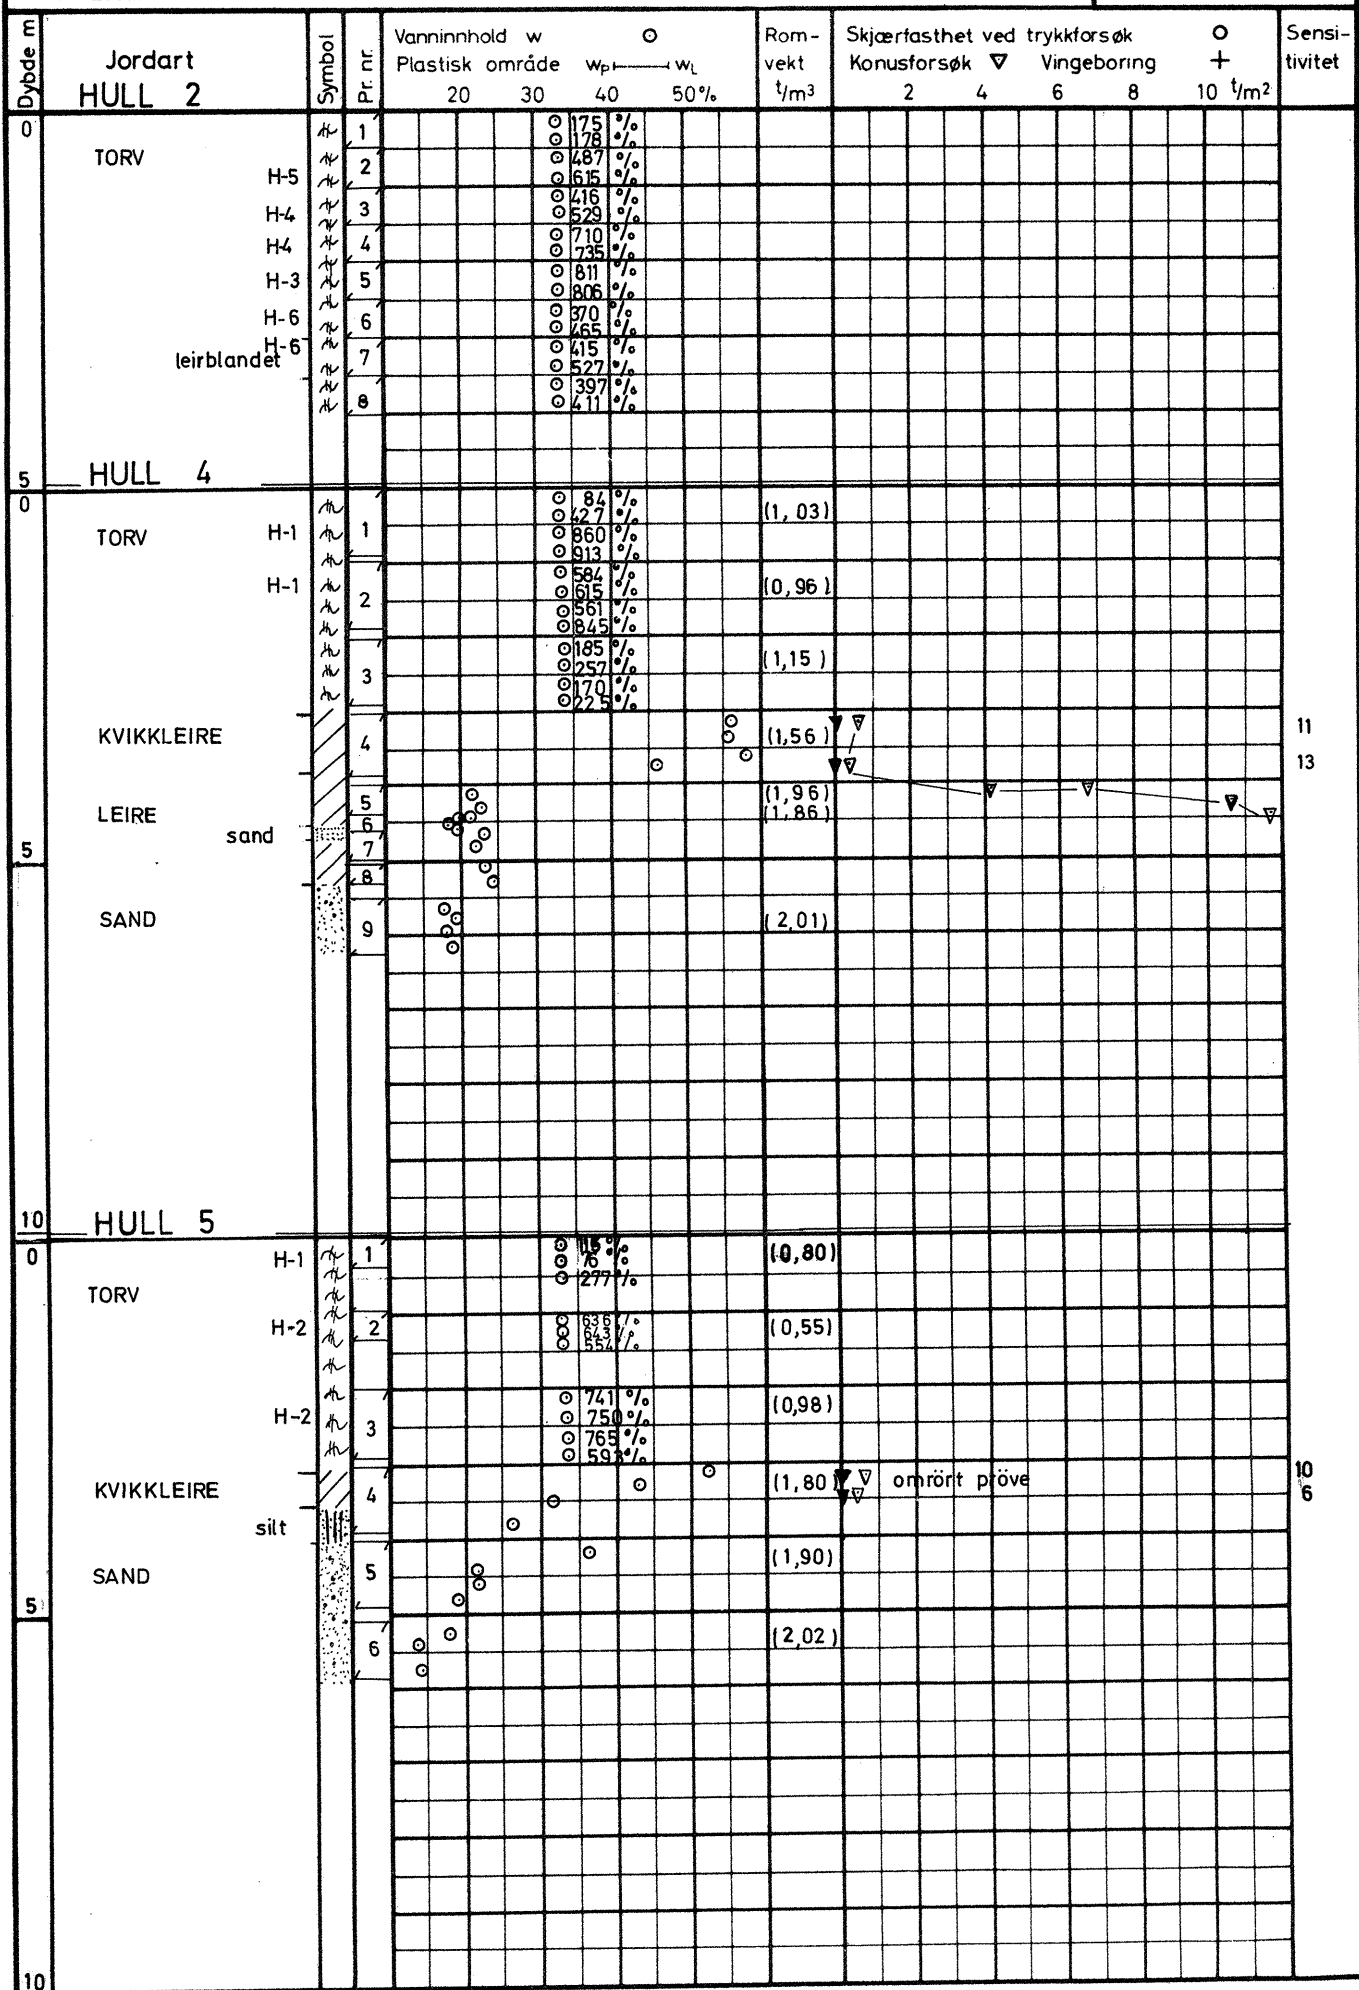 Dybde m
Jordart
HULL 2
Symbol
Pr. nr.
Vanninnhold w
Plastisk område wP wL
20 30 40 50%
Rom-
vekt
t/m³
Skjærfasthet ved trykkforsøk
Konusforsøk Vingeboring
2 4 6 8 10 t/m²
Sensi-
tivitet
0
1 175 %
178 %
TORV
2 487 %
H-5 615 %
3 416 %
H-4 529 %
4 710 %
H-4 735 %
H-3 5 811
806 %
H-6 6 370 %
465 %
H-6 7 415 %
leirblandet 527 %
397 %
8 411 %
5 HULL 4
0 84 % (1,03)
427 %
TORV H-1 1 860 %
913 %
584 %
H-1 615 % (0,96)
2 561 %
845 %
185 %
257 % (1,15)
3 170 %
225 %
11
KVIKKLEIRE 4 (1,56)
13
5 (1,96)
LEIRE (1,86)
6
sand
7
5
8
SAND 9 (2,01)
10 HULL 5
0 H-1 1 (0,80)
76 %
277 %
TORV
636 %
H-2 2 643 % (0,55)
554 %
741 % (0,98)
H-2 750 %
3 765 %
593 %
10
KVIKKLEIRE 4 (1,80) omrört pröve
6
silt
(1,90)
SAND 5
5
6 (2,02)
10